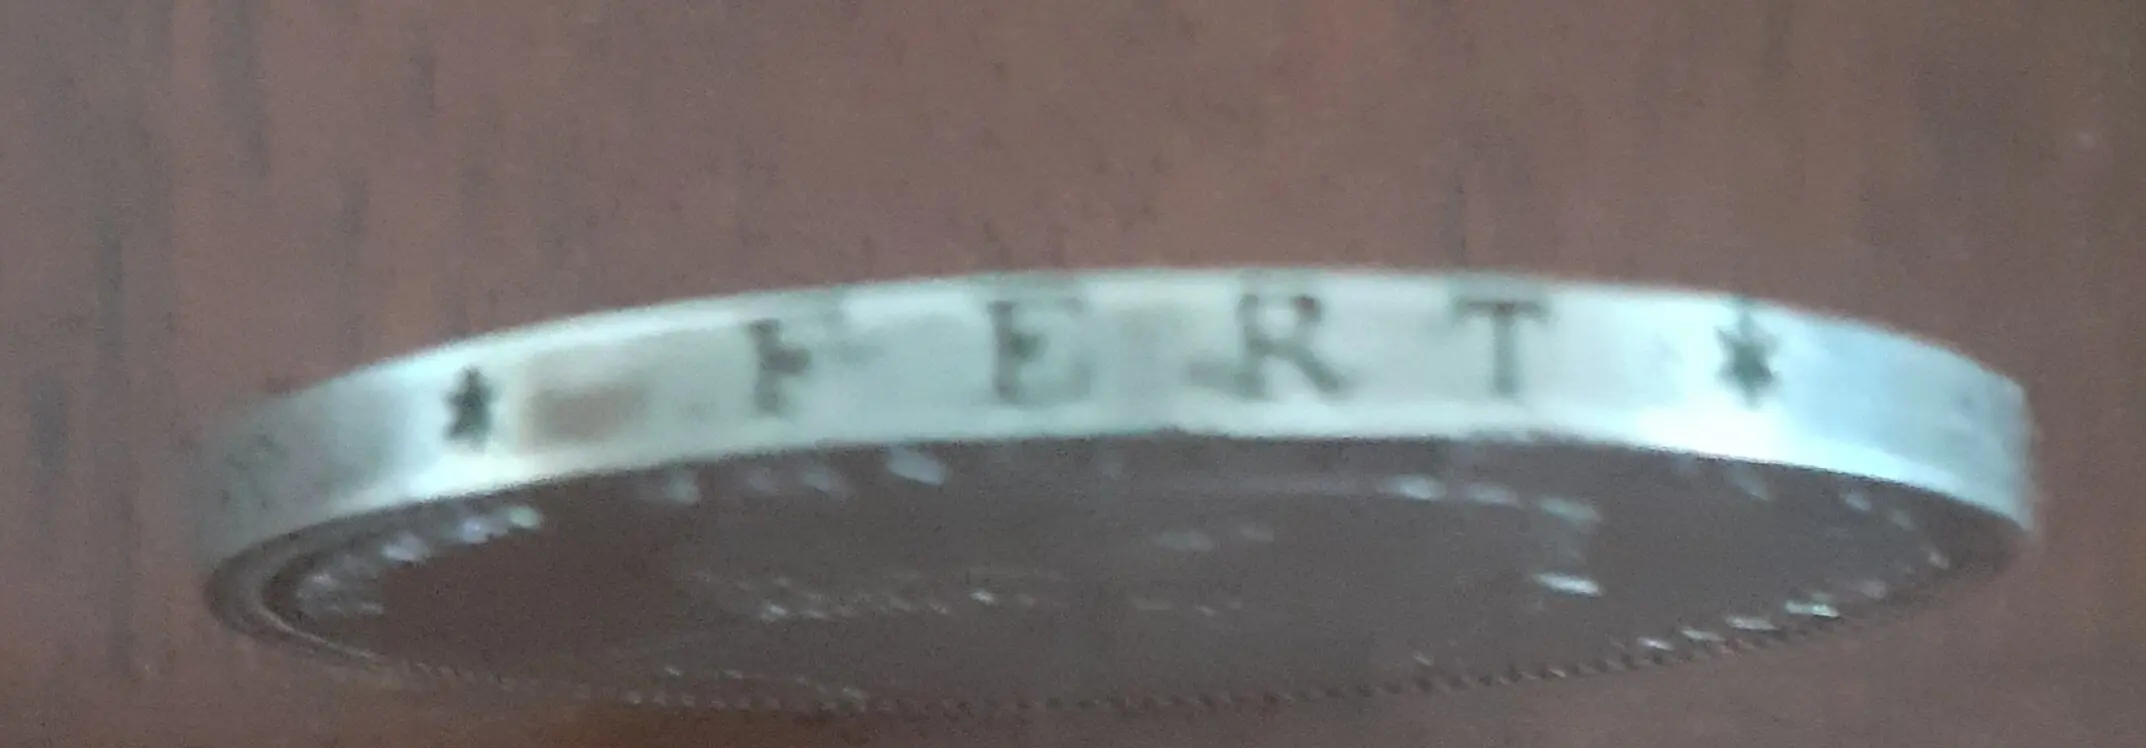 ★ FERT ★